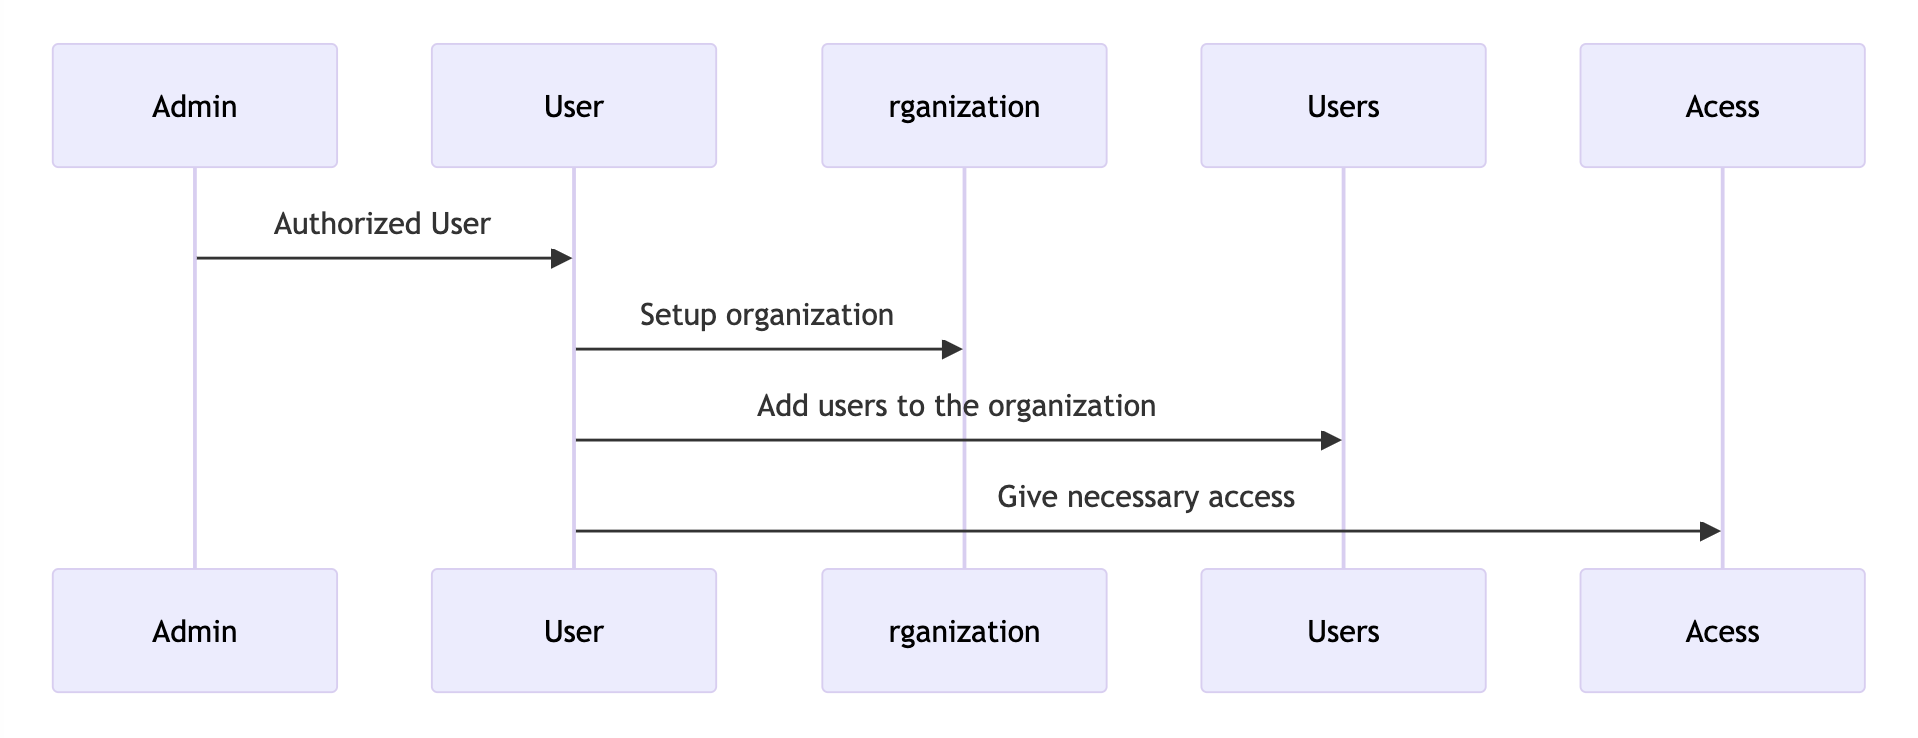 Admin
User
rganization
Users
Acess
Authorized User
Setup organization
Add users to the organization
Give necessary access
Admin
User
rganization
Users
Acess